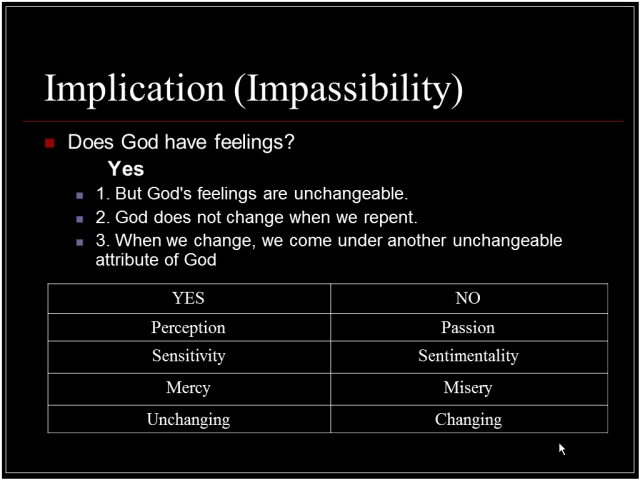 Implication (Impassibility)
Does God have feelings?
Yes
1. But God's feelings are unchangeable.
2. God does not change when we repent.
3. When we change, we come under another unchangeable
attribute of God
YES NO
Perception Passion
Sensitivity Sentimentality
Mercy Misery
Unchanging Changing